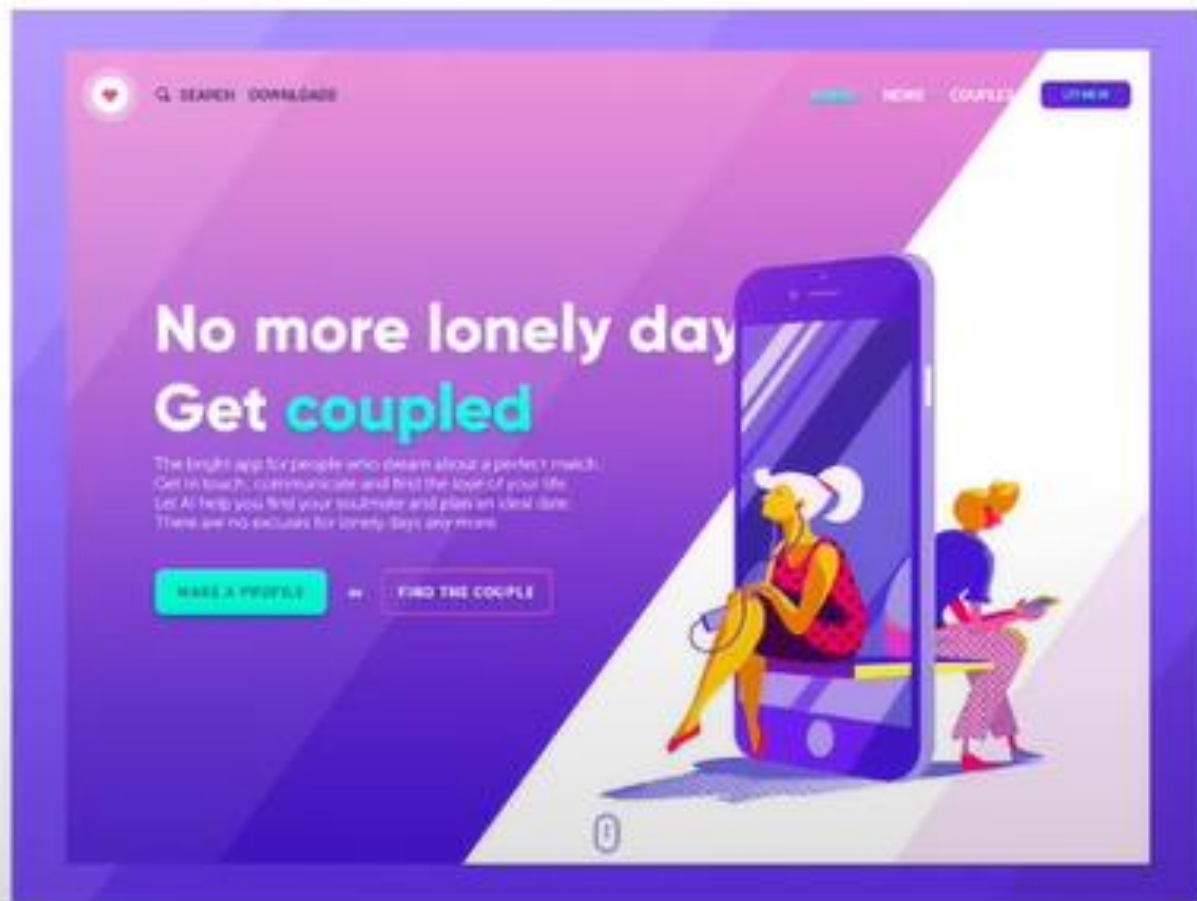 SEARCH DOWNLOADS
NEWS COUPLES
No more lonely day
Get coupled
The bright app for people who dream about a perfect match.
Get in touch, communicate and find the love of your life.
Let AI help you find your soulmate and plan an ideal date.
There are no excuses for lonely days any more.
MAKE A PROFILE or FIND THE COUPLE